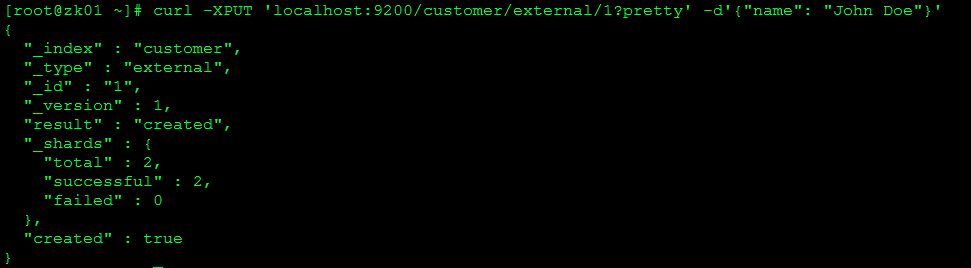 [root@zk01 ~]# curl -XPUT 'localhost:9200/customer/external/1?pretty' -d'{"name": "John Doe"}'
{
  "_index" : "customer",
  "_type" : "external",
  "_id" : "1",
  "_version" : 1,
  "result" : "created",
  "_shards" : {
    "total" : 2,
    "successful" : 2,
    "failed" : 0
  },
  "created" : true
}